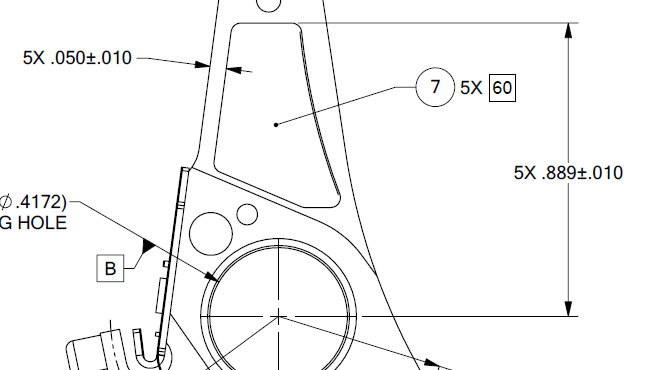 5X .050±.010
7 5X 60
5X .889±.010
∅ .4172)
G HOLE
B